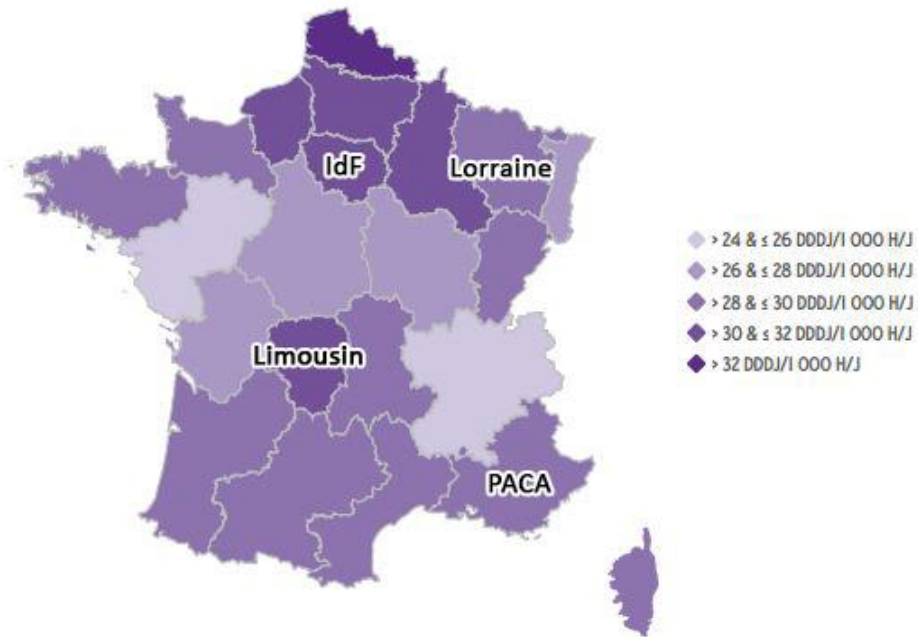 IdF
Lorraine
Limousin
PACA
> 24 & ≤ 26 DDDJ/1 000 H/J
> 26 & ≤ 28 DDDJ/1 000 H/J
> 28 & ≤ 30 DDDJ/1 000 H/J
> 30 & ≤ 32 DDDJ/1 000 H/J
> 32 DDDJ/1 000 H/J